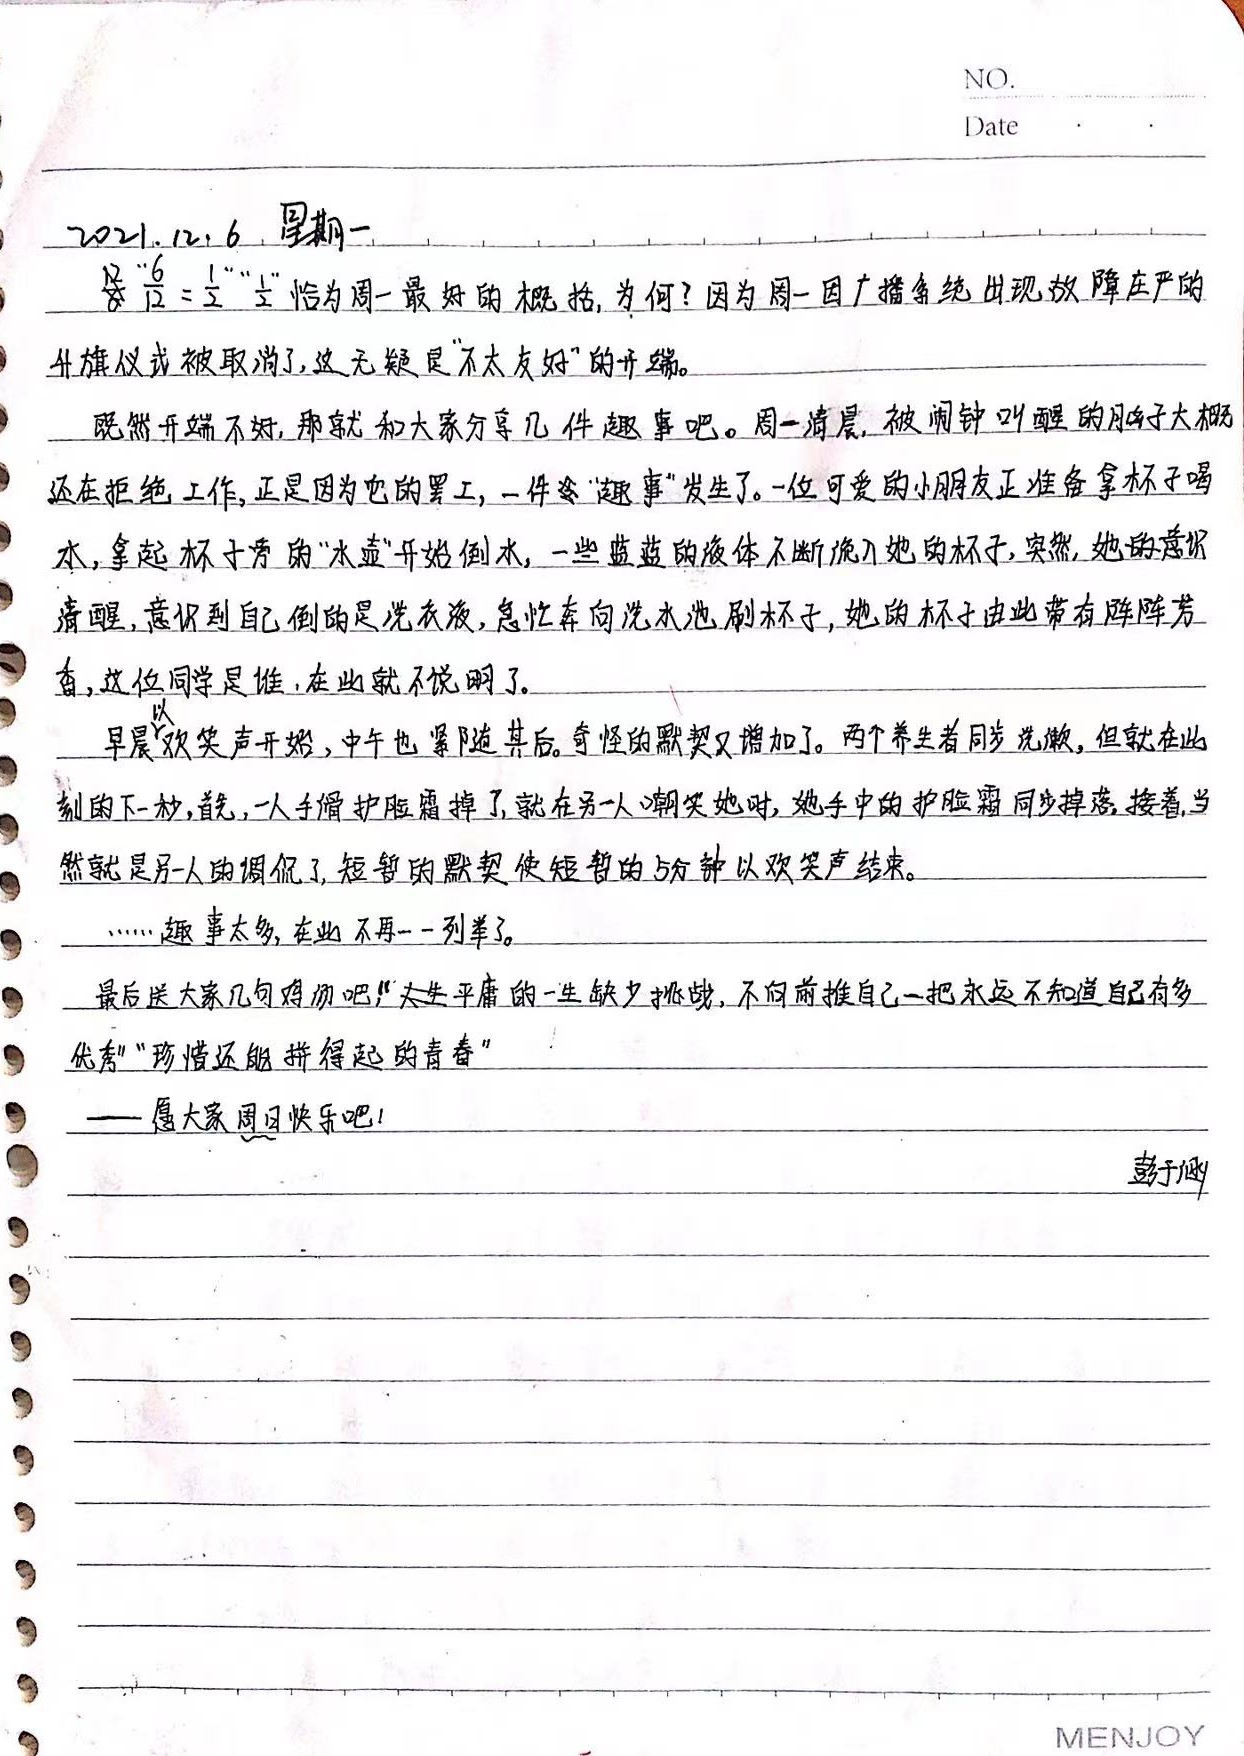 NO.
Date · ·
2021.12.6 星期一
"6/12=1/2" "1/2"恰为周一最好的概括,为何?因为周一因广播系统出现故障庄严的
升旗仪式被取消了,这无疑是"不太友好"的开端。
既然开端不好,那就和大家分享几件趣事吧。周一清晨,被闹钟叫醒的脑子大概
还在拒绝工作,正是因为它的罢工,一件"趣事"发生了。一位可爱的小朋友正准备拿杯子喝
水,拿起杯子旁的"水壶"开始倒水,一些蓝蓝的液体不断流入她的杯子,突然,她的意识
清醒,意识到自己倒的是洗衣液,急忙奔向洗水池刷杯子,她的杯子由此带有阵阵芳
香,这位同学是谁,在此就不说明了。
早晨以欢笑声开始,中午也紧随其后。奇怪的默契又增加了。两个养生者同步洗漱,但就在此
刻的下一秒,首先,一人手滑护脸霜掉了,就在另一人嘲笑她时,她手中的护脸霜同步掉落。接着,当
然就是另一人的调侃了,短暂的默契使短暂的5分钟以欢笑声结束。
……趣事太多,在此不再一一列举了。
最后送大家几句鸡汤吧!"平庸的一生缺少挑战,不向前推自己一把永远不知道自己有多
优秀""珍惜还能拼得起的青春"
——愿大家周日快乐吧!
彭于涵
MENJOY